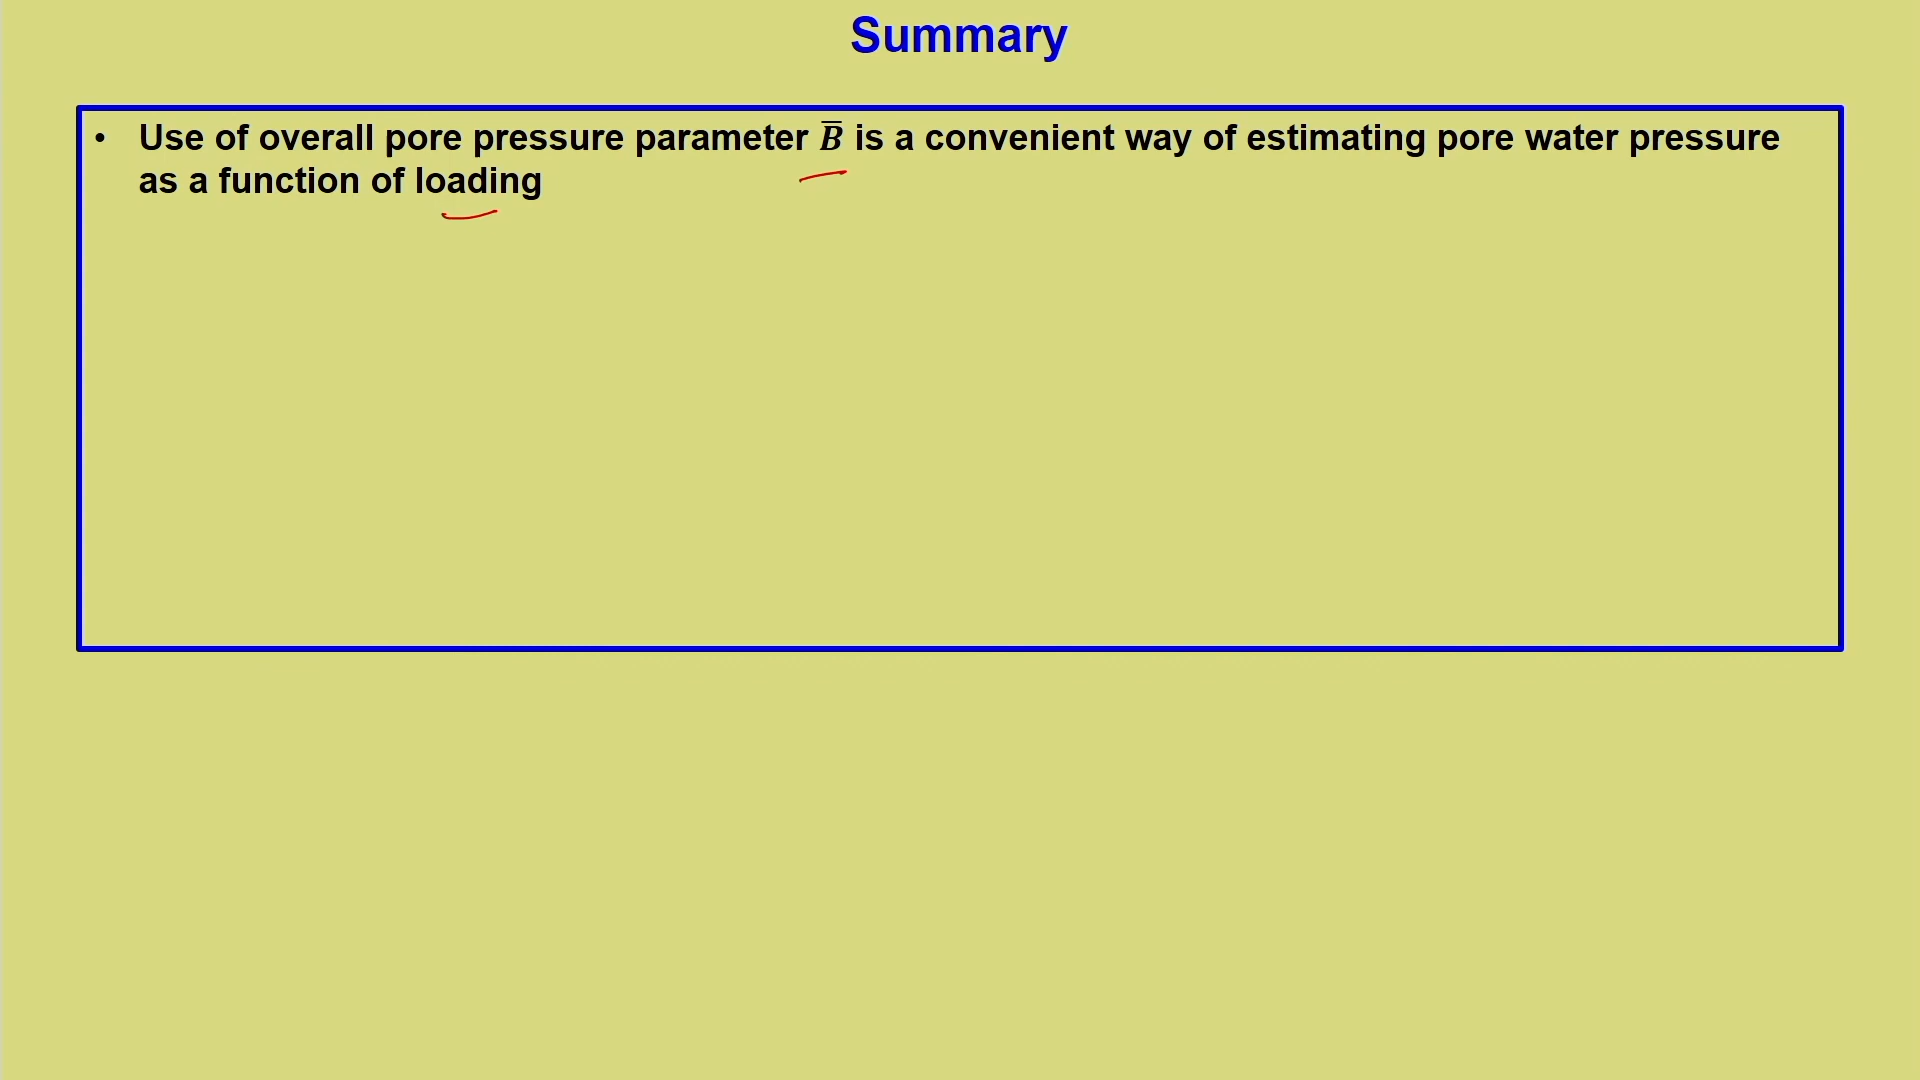 Summary
• Use of overall pore pressure parameter B̅ is a convenient way of estimating pore water pressure
as a function of loading